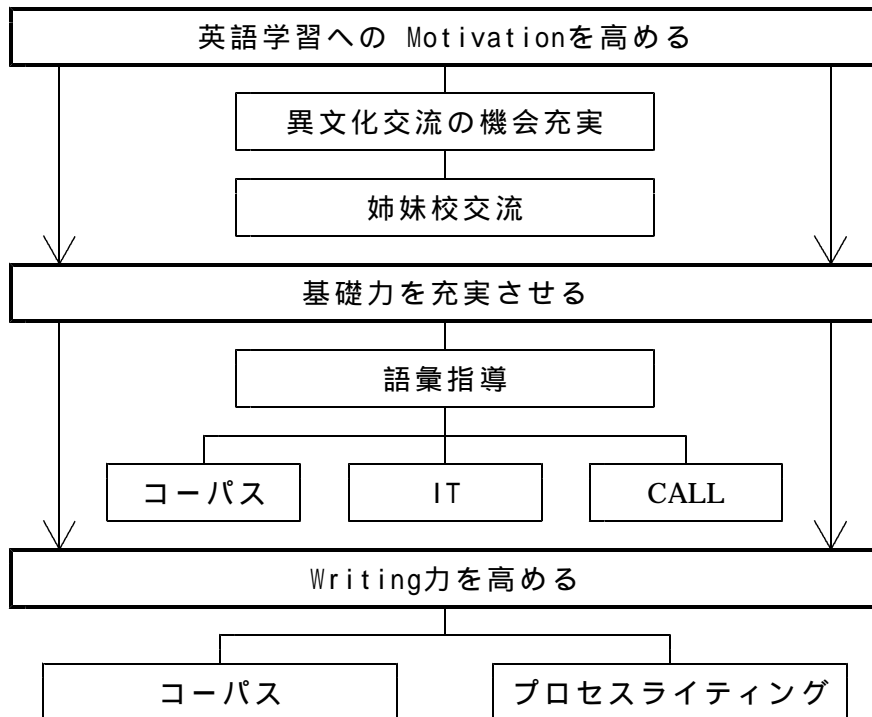 英語学習への Motivationを高める
異文化交流の機会充実
姉妹校交流
基礎力を充実させる
語彙指導
コーパス
IT
CALL
Writing力を高める
コーパス
プロセスライティング